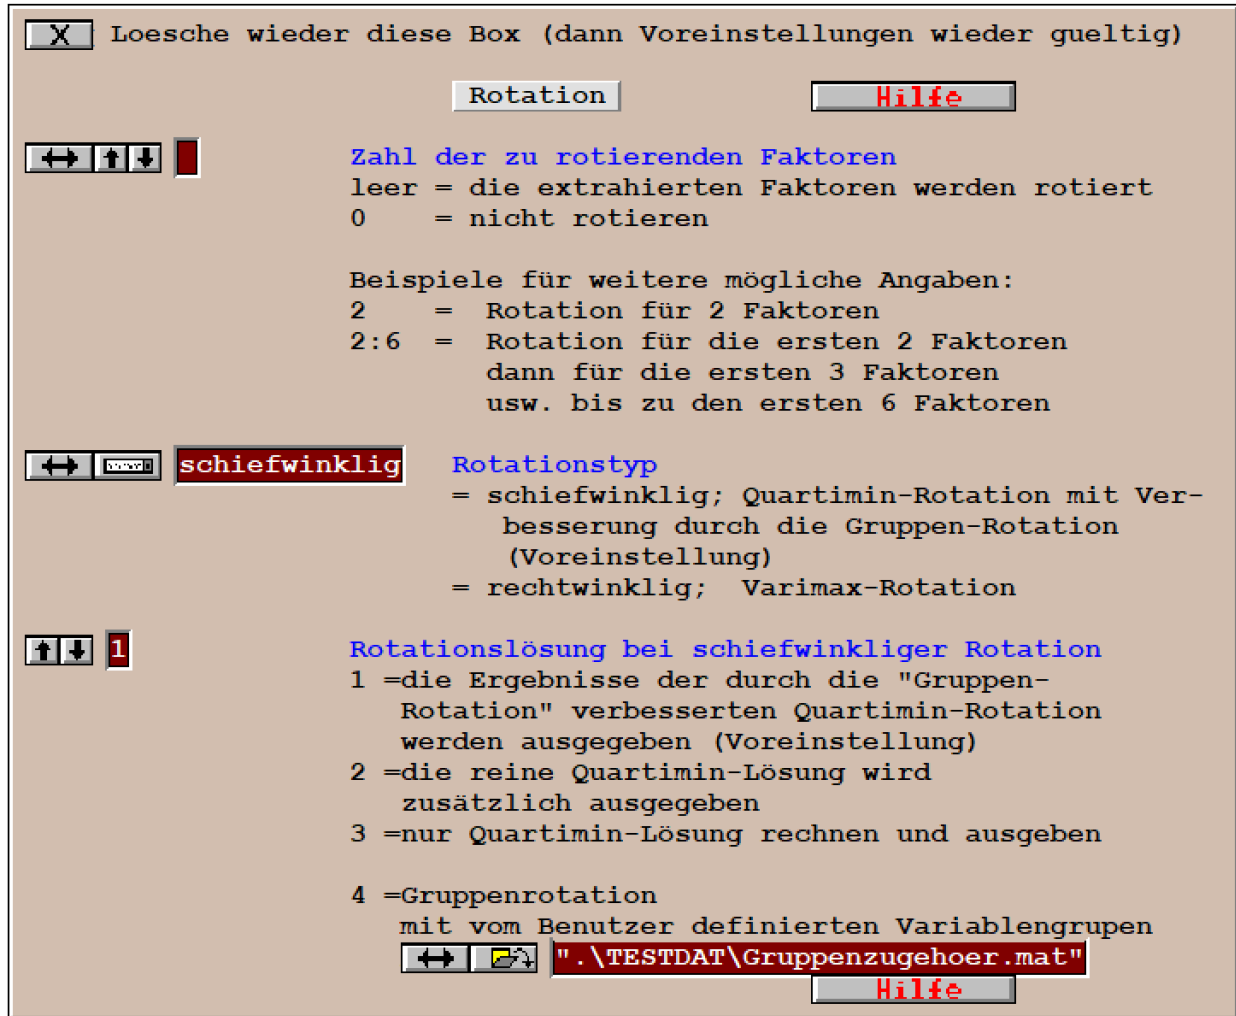 X Loesche wieder diese Box (dann Voreinstellungen wieder gueltig)
Rotation Hilfe
Zahl der zu rotierenden Faktoren
leer = die extrahierten Faktoren werden rotiert
0 = nicht rotieren
Beispiele für weitere mögliche Angaben:
2 = Rotation für 2 Faktoren
2:6 = Rotation für die ersten 2 Faktoren
dann für die ersten 3 Faktoren
usw. bis zu den ersten 6 Faktoren
schiefwinklig Rotationstyp
= schiefwinklig; Quartimin-Rotation mit Ver-
besserung durch die Gruppen-Rotation
(Voreinstellung)
= rechtwinklig; Varimax-Rotation
1 Rotationslösung bei schiefwinkliger Rotation
1 =die Ergebnisse der durch die "Gruppen-
Rotation" verbesserten Quartimin-Rotation
werden ausgegeben (Voreinstellung)
2 =die reine Quartimin-Lösung wird
zusätzlich ausgegeben
3 =nur Quartimin-Lösung rechnen und ausgeben
4 =Gruppenrotation
mit vom Benutzer definierten Variablengrupen
".\TESTDAT\Gruppenzugehoer.mat"
Hilfe